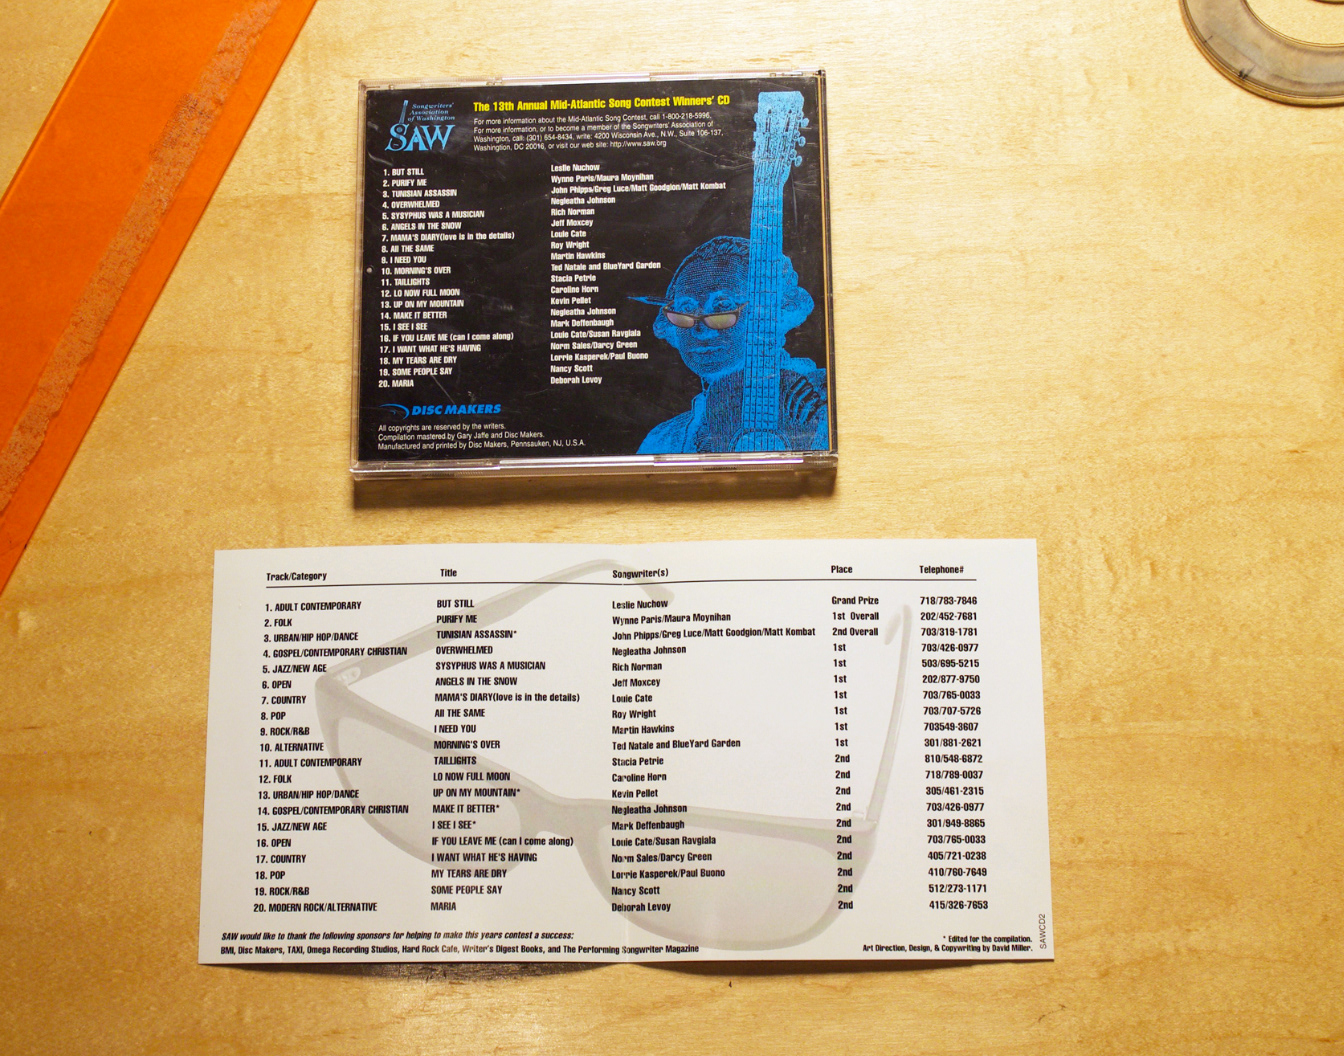 Songwriters'
Association
of Washington
SAW
The 13th Annual Mid-Atlantic Song Contest Winners' CD
For more information about the Mid-Atlantic Song Contest, call 1-800-218-5996,
For more information, or to become a member of the Songwriters' Association of
Washington, call: (301) 654-8434, write: 4200 Wisconsin Ave., N.W., Suite 106-137,
Washington, DC 20016, or visit our web site: http://www.saw.org
1. BUT STILL Leslie Nuchow
2. PURIFY ME Wynne Paris/Maura Moynihan
3. TUNISIAN ASSASSIN John Phipps/Greg Luce/Matt Goodgion/Matt Kombat
4. OVERWHELMED Negleatha Johnson
5. SYSYPHUS WAS A MUSICIAN Rich Norman
6. ANGELS IN THE SNOW Jeff Moxcey
7. MAMA'S DIARY(love is in the details) Louie Cate
8. All THE SAME Roy Wright
9. I NEED YOU Martin Hawkins
10. MORNING'S OVER Ted Natale and BlueYard Garden
11. TAILLIGHTS Stacia Petrie
12. LO NOW FULL MOON Caroline Horn
13. UP ON MY MOUNTAIN Kevin Pellet
14. MAKE IT BETTER Negleatha Johnson
15. I SEE I SEE Mark Deffenbaugh
16. IF YOU LEAVE ME (can I come along) Louie Cate/Susan Ravgiala
17. I WANT WHAT HE'S HAVING Norm Sales/Darcy Green
18. MY TEARS ARE DRY Lorrie Kasperek/Paul Buono
19. SOME PEOPLE SAY Nancy Scott
20. MARIA Deborah Levoy
DISC MAKERS
All copyrights are reserved by the writers.
Compilation mastered by Gary Jaffe and Disc Makers.
Manufactured and printed by Disc Makers, Pennsauken, NJ, U.S.A.
Track/Category Title Songwriter(s) Place Telephone#
1. ADULT CONTEMPORARY BUT STILL Leslie Nuchow Grand Prize 718/783-7846
2. FOLK PURIFY ME Wynne Paris/Maura Moynihan 1st Overall 202/452-7681
3. URBAN/HIP HOP/DANCE TUNISIAN ASSASSIN* John Phipps/Greg Luce/Matt Goodgion/Matt Kombat 2nd Overall 703/319-1781
4. GOSPEL/CONTEMPORARY CHRISTIAN OVERWHELMED Negleatha Johnson 1st 703/426-0977
5. JAZZ/NEW AGE SYSYPHUS WAS A MUSICIAN Rich Norman 1st 503/695-5215
6. OPEN ANGELS IN THE SNOW Jeff Moxcey 1st 202/877-9750
7. COUNTRY MAMA'S DIARY(love is in the details) Louie Cate 1st 703/765-0033
8. POP All THE SAME Roy Wright 1st 703/707-5726
9. ROCK/R&B I NEED YOU Martin Hawkins 1st 703549-3607
10. ALTERNATIVE MORNING'S OVER Ted Natale and BlueYard Garden 1st 301/881-2621
11. ADULT CONTEMPORARY TAILLIGHTS Stacia Petrie 2nd 810/548-6872
12. FOLK LO NOW FULL MOON Caroline Horn 2nd 718/789-0037
13. URBAN/HIP HOP/DANCE UP ON MY MOUNTAIN* Kevin Pellet 2nd 305/461-2315
14. GOSPEL/CONTEMPORARY CHRISTIAN MAKE IT BETTER* Negleatha Johnson 2nd 703/426-0977
15. JAZZ/NEW AGE I SEE I SEE* Mark Deffenbaugh 2nd 301/949-8865
16. OPEN IF YOU LEAVE ME (can I come along) Louie Cate/Susan Ravgiala 2nd 703/765-0033
17. COUNTRY I WANT WHAT HE'S HAVING Norm Sales/Darcy Green 2nd 405/721-0238
18. POP MY TEARS ARE DRY Lorrie Kasperek/Paul Buono 2nd 410/760-7649
19. ROCK/R&B SOME PEOPLE SAY Nancy Scott 2nd 512/273-1171
20. MODERN ROCK/ALTERNATIVE MARIA Deborah Levoy 2nd 415/326-7653
SAW would like to thank the following sponsors for helping to make this years contest a success:
BMI, Disc Makers, TAXI, Omega Recording Studios, Hard Rock Cafe, Writer's Digest Books, and The Performing Songwriter Magazine
* Edited for the compilation.
Art Direction, Design, & Copywriting by David Miller.
SAWCD2